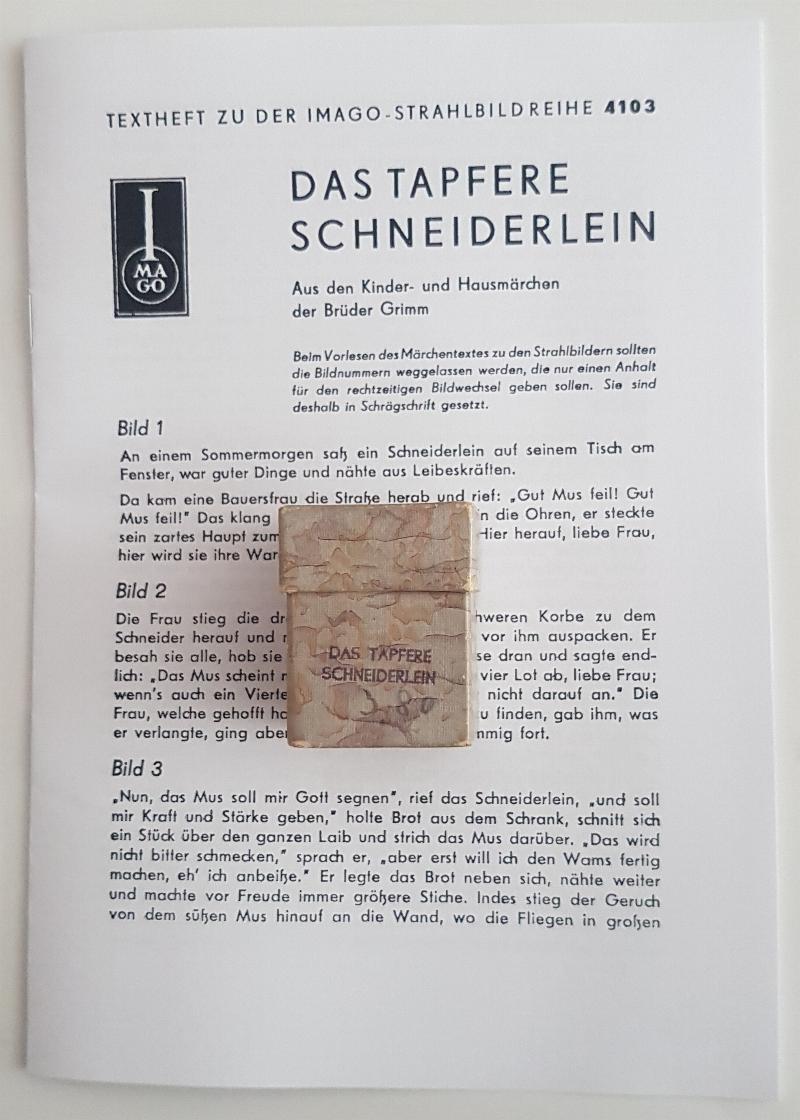 TEXTHEFT ZU DER IMAGO-STRAHLBILDREIHE 4103
I
MA
GO
DAS TAPFERE
SCHNEIDERLEIN
Aus den Kinder- und Hausmärchen
der Brüder Grimm
Beim Vorlesen des Märchentextes zu den Strahlbildern sollten
die Bildnummern weggelassen werden, die nur einen Anhalt
für den rechtzeitigen Bildwechsel geben sollen. Sie sind
deshalb in Schrägschrift gesetzt.
Bild 1
An einem Sommermorgen saß ein Schneiderlein auf seinem Tisch am
Fenster, war guter Dinge und nähte aus Leibeskräften.
Da kam eine Bauersfrau die Straße herab und rief: „Gut Mus feil! Gut
Mus feil!" Das klang in die Ohren, er steckte
sein zartes Haupt zum Hier herauf, liebe Frau,
hier wird sie ihre
Bild 2
Die Frau stieg die Korbe zu dem
Schneider herauf und vor ihm auspacken. Er
besah sie alle, hob sie dran und sagte end-
lich: „Das Mus scheint vier Lot ab, liebe Frau;
wenn's auch ein nicht darauf an." Die
Frau, welche gehofft zu finden, gab ihm, was
er verlangte, ging fort.
DAS TAPFERE
SCHNEIDERLEIN
3.80
Bild 3
„Nun, das Mus soll mir Gott segnen", rief das Schneiderlein, „und soll
mir Kraft und Stärke geben," holte Brot aus dem Schrank, schnitt sich
ein Stück über den ganzen Laib und strich das Mus darüber. „Das wird
nicht bitter schmecken," sprach er, „aber erst will ich den Wams fertig
machen, eh' ich anbeiße." Er legte das Brot neben sich, nähte weiter
und machte vor Freude immer größere Stiche. Indes stieg der Geruch
von dem süßen Mus hinauf an die Wand, wo die Fliegen in großen